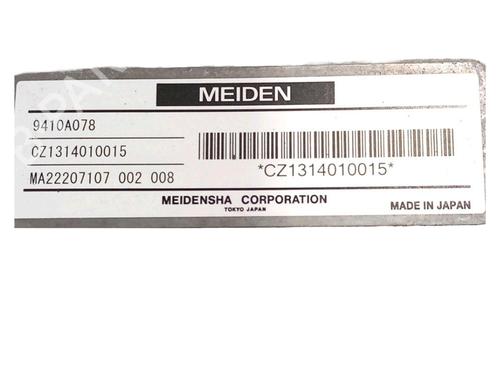 MEIDEN
9410A078
CZ1314010015
MA22207107 002 008
*CZ1314010015*
MEIDENSHA CORPORATION
TOKYO JAPAN
MADE IN JAPAN